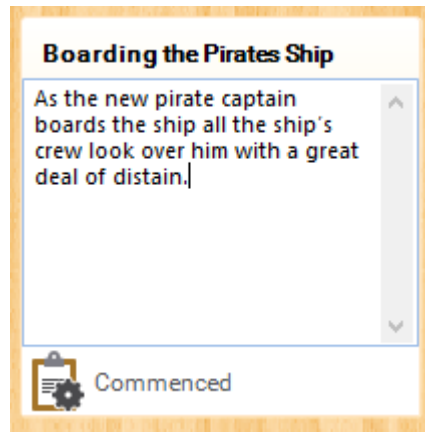 Boarding the Pirates Ship
As the new pirate captain
boards the ship all the ship's
crew look over him with a great
deal of distain.
Commenced